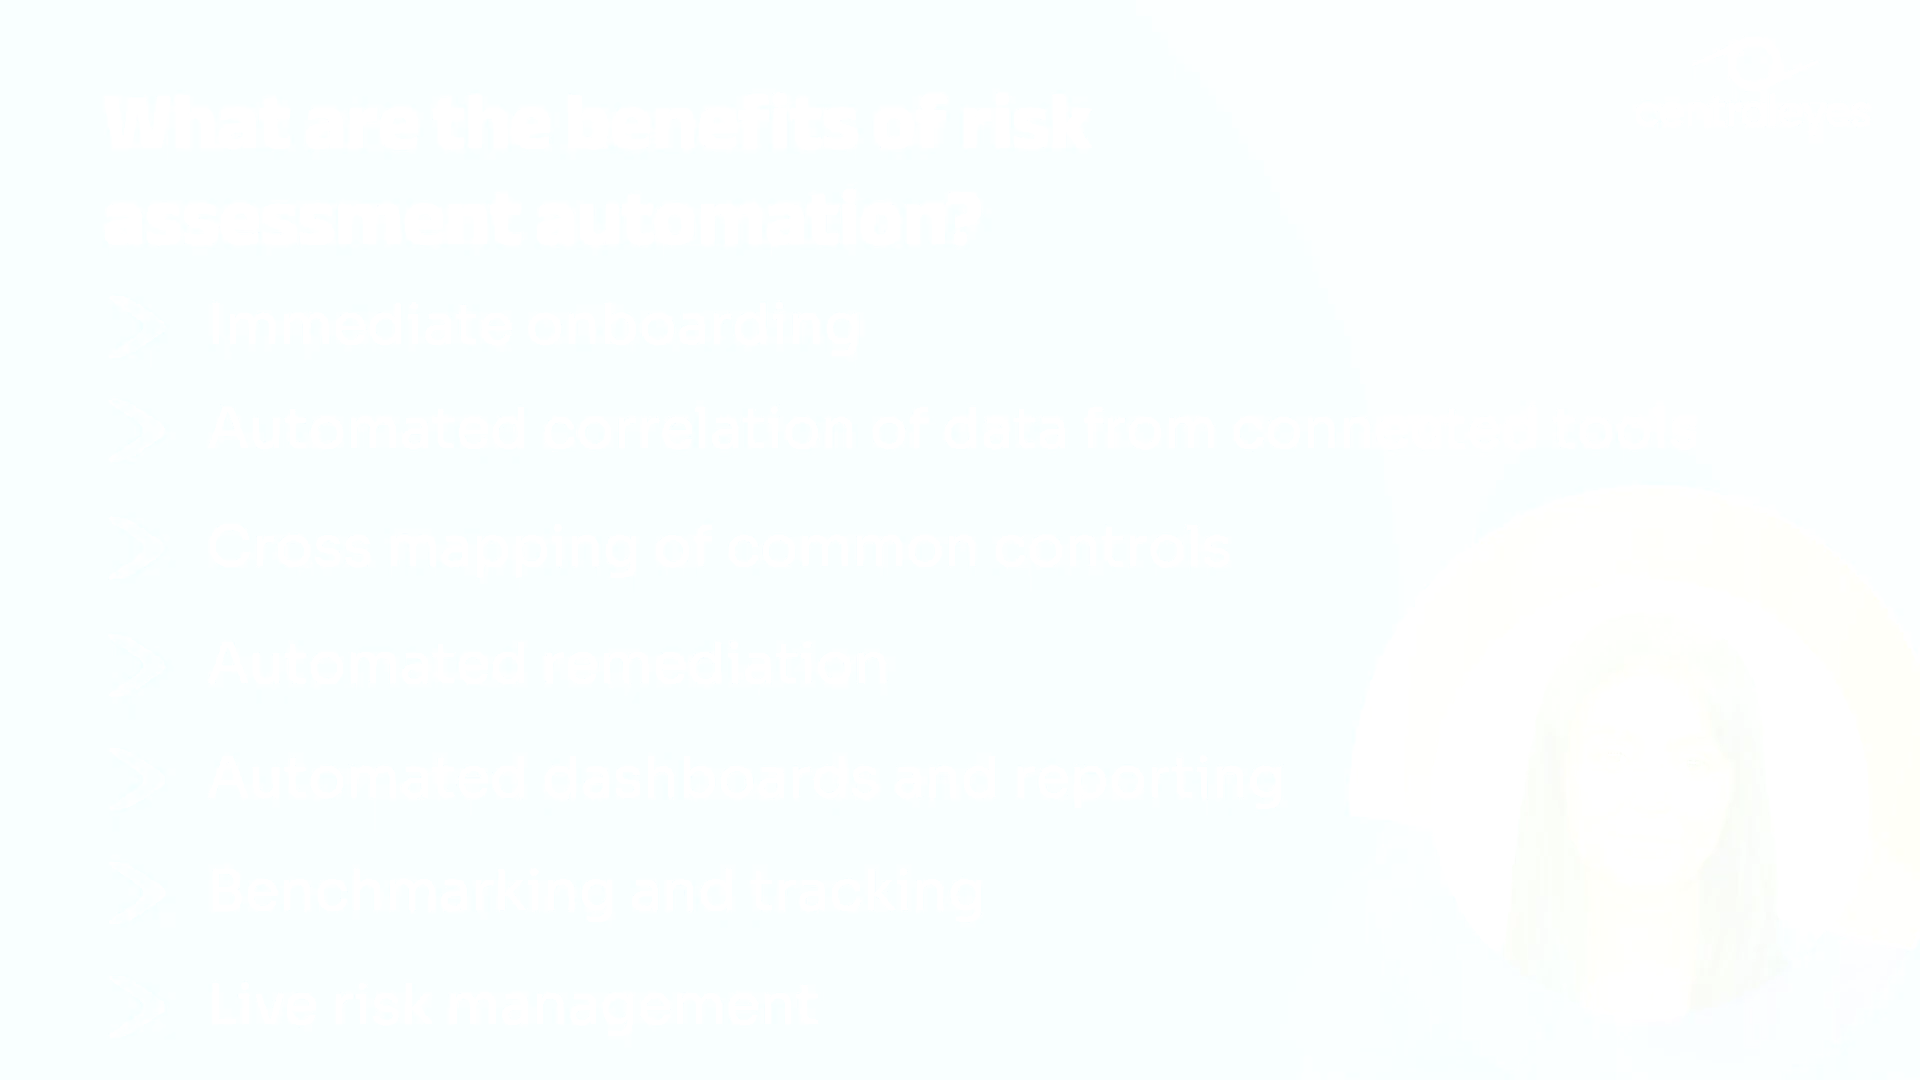 What are the benefits of risk
assessment automation?
Immediate onboarding
Automated correlation of data from connected tools
Cross mapping of common controls
Automated remediation
Automated dashboards and reporting
Benchmarking and tracking
Live risk management